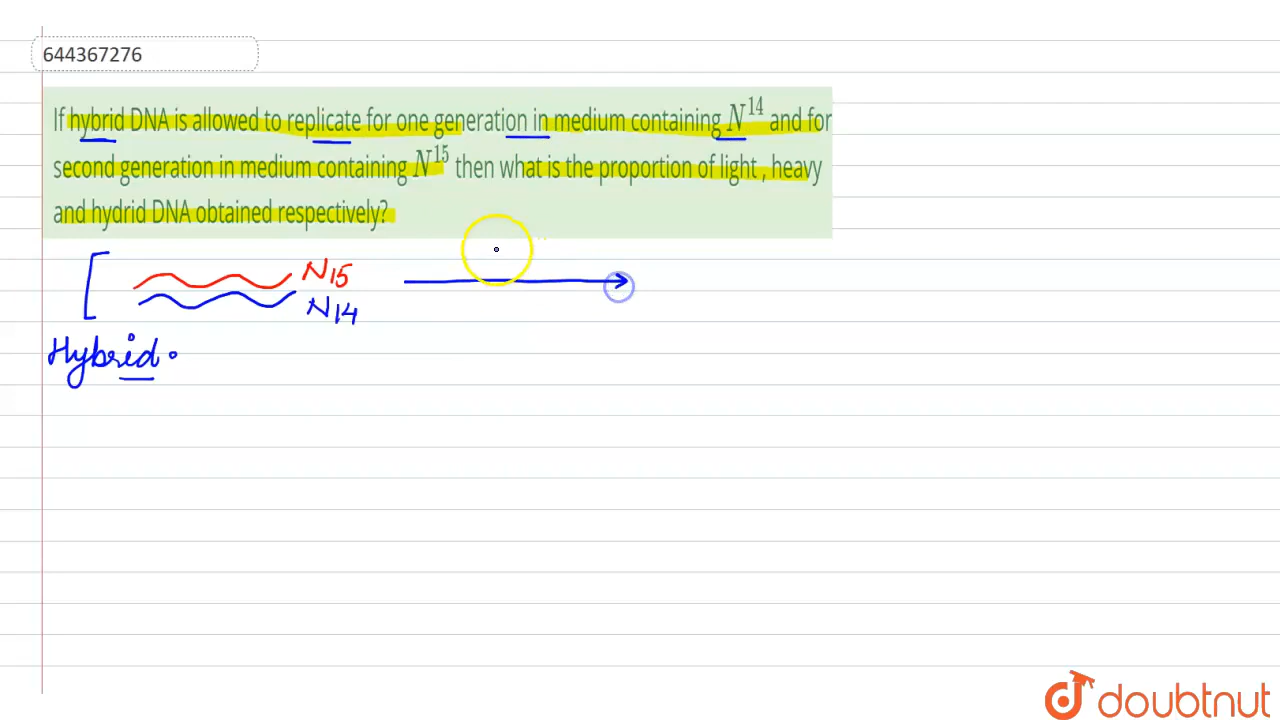 644367276
If hybrid DNA is allowed to replicate for one generation in medium containing N^14 and for
second generation in medium containing N^15 then what is the proportion of light , heavy
and hydrid DNA obtained respectively?
N15
N14
Hybrid
doubtnut